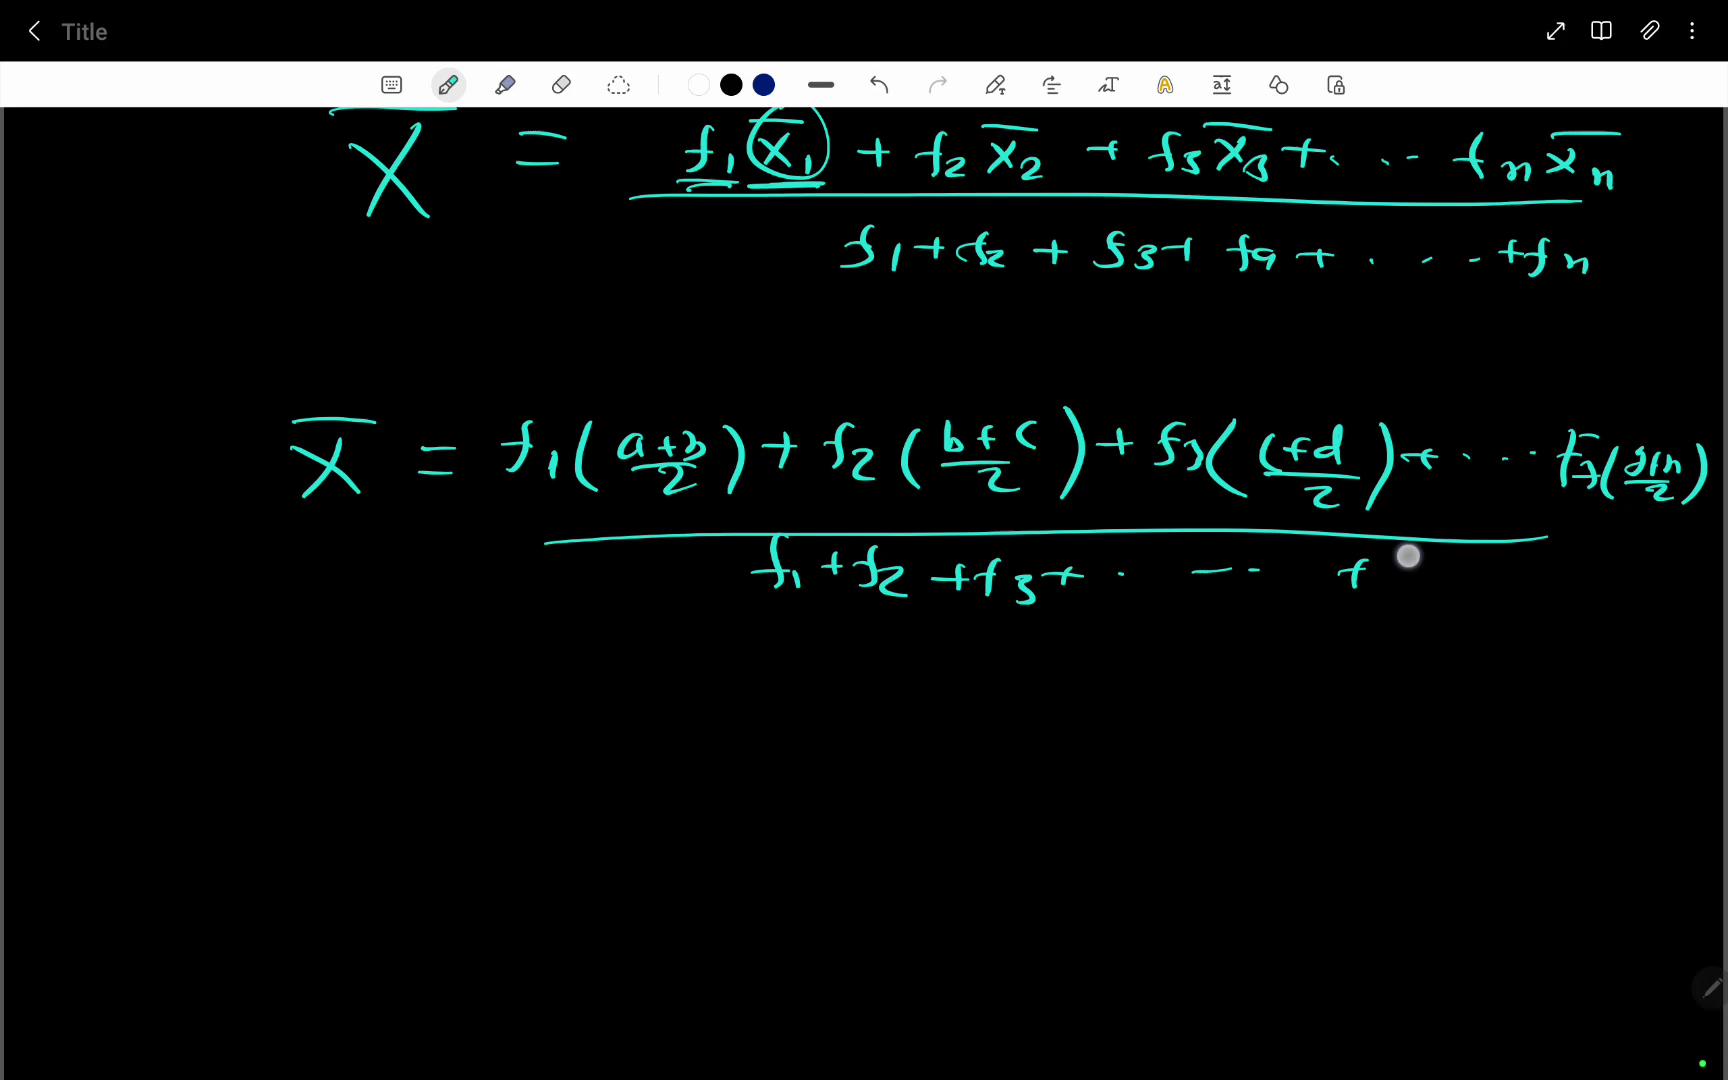 Title
X̄ = f₁x̄₁ + f₂x̄₂ + f₃x̄₃ + ... fₙx̄ₙ
f₁ + f₂ + f₃ + f₄ + .... + fₙ
X̄ = f₁(a+b/2) + f₂(b+c/2) + f₃(c+d/2) + ...
f₁ + f₂ + f₃ + . -- - +